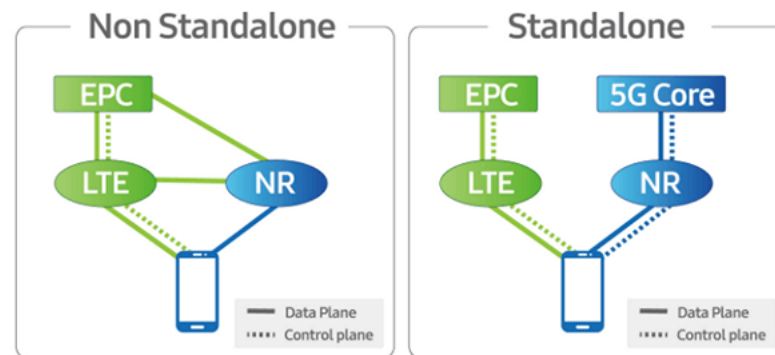 Non Standalone
EPC
LTE
NR
Data Plane
Control plane
Standalone
EPC
5G Core
LTE
NR
Data Plane
Control plane